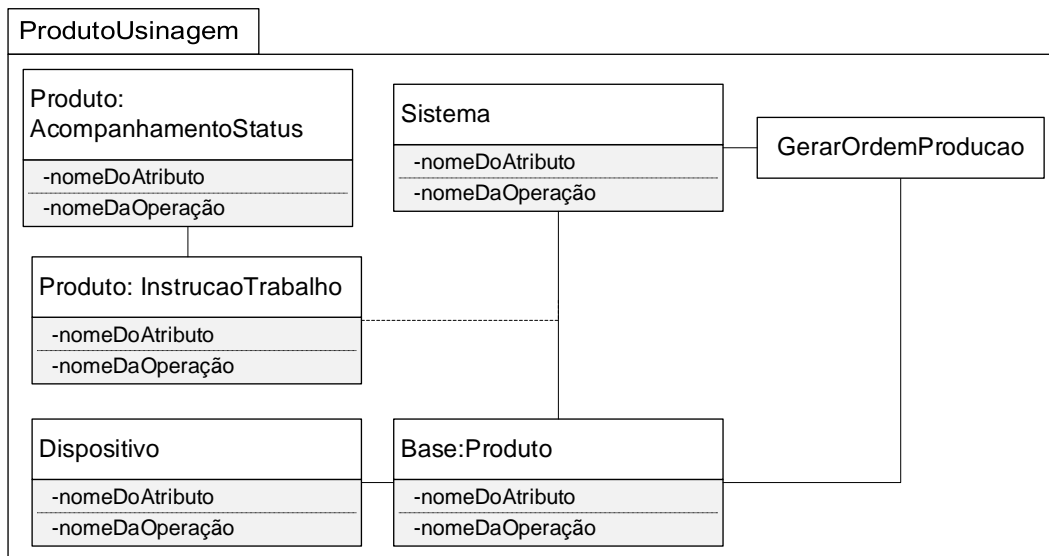 ProdutoUsinagem
Produto:
AcompanhamentoStatus
-nomeDoAtributo
-nomeDaOperação
Sistema
-nomeDoAtributo
-nomeDaOperação
GerarOrdemProducao
Produto: InstrucaoTrabalho
-nomeDoAtributo
-nomeDaOperação
Dispositivo
-nomeDoAtributo
-nomeDaOperação
Base:Produto
-nomeDoAtributo
-nomeDaOperação